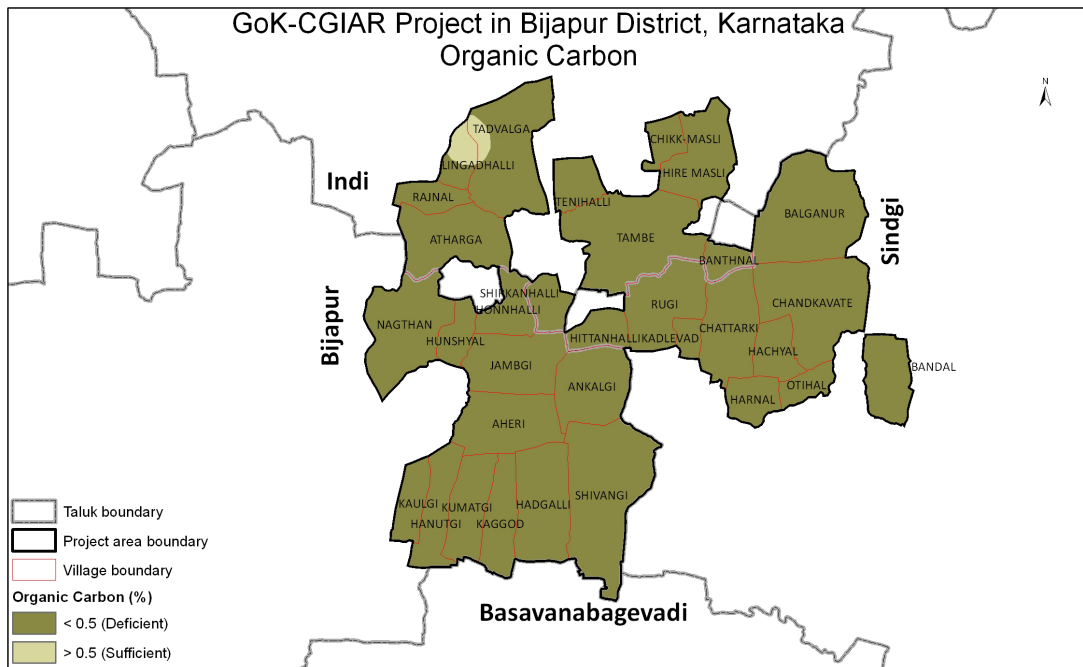 GoK-CGIAR Project in Bijapur District, Karnataka
Organic Carbon
N
TADVALGA
CHIKK-MASLI
LINGADHALLI
HIRE MASLI
Indi
RAJNAL
TENIHALLI
BALGANUR
Sindgi
ATHARGA
TAMBE
BANTHNAL
SHIRKANHALLI
HONNHALLI
RUGI
CHANDKAVATE
Bijapur
NAGTHAN
HUNSHYAL
HITTANHALLI
KADLEVAD
CHATTARKI
HACHYAL
JAMBGI
ANKALGI
BANDAL
OTIHAL
HARNAL
AHERI
KAULGI
HANUTGI
KUMATGI
KAGGOD
HADGALLI
SHIVANGI
Basavanabagevadi
Taluk boundary
Project area boundary
Village boundary
Organic Carbon (%)
< 0.5 (Deficient)
> 0.5 (Sufficient)